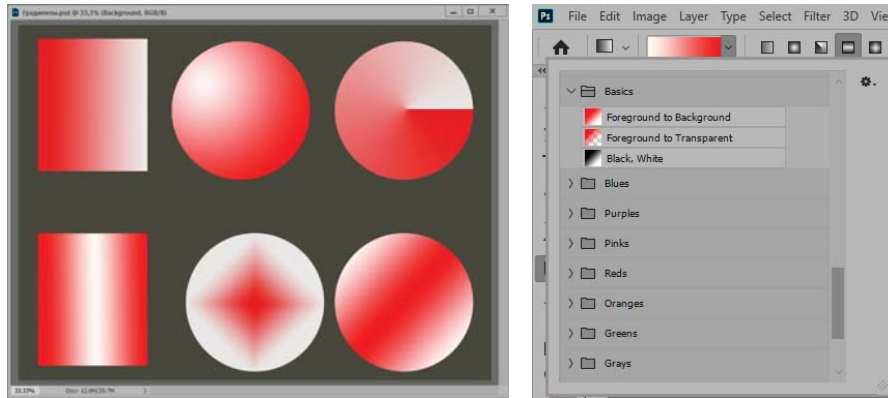 Ps Градиенты.psd @ 33,3% (Background, RGB/8)
33.33%
Ps File Edit Image Layer Type Select Filter 3D Vie
Basics
Foreground to Background
Foreground to Transparent
Black, White
Blues
Purples
Pinks
Reds
Oranges
Greens
Grays